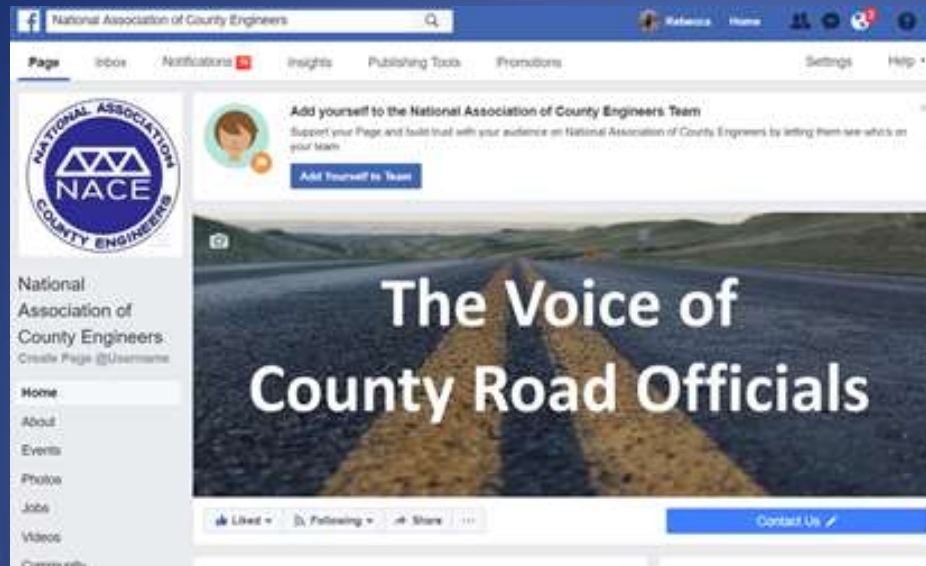 National Association of County Engineers
Rebecca Home
3
Page Inbox Notifications Insights Publishing Tools Promotions Settings Help
NATIONAL ASSOCIATION
NACE
COUNTY ENGINEERS
Add yourself to the National Association of County Engineers Team
Support your Page and build trust with your audience on National Association of County Engineers by letting them see who's on
your team
Add Yourself to Team
The Voice of
County Road Officials
National
Association of
County Engineers
Create Page @Username
Home
About
Events
Photos
Jobs
Videos
Community
Liked Following Share ...
Contact Us